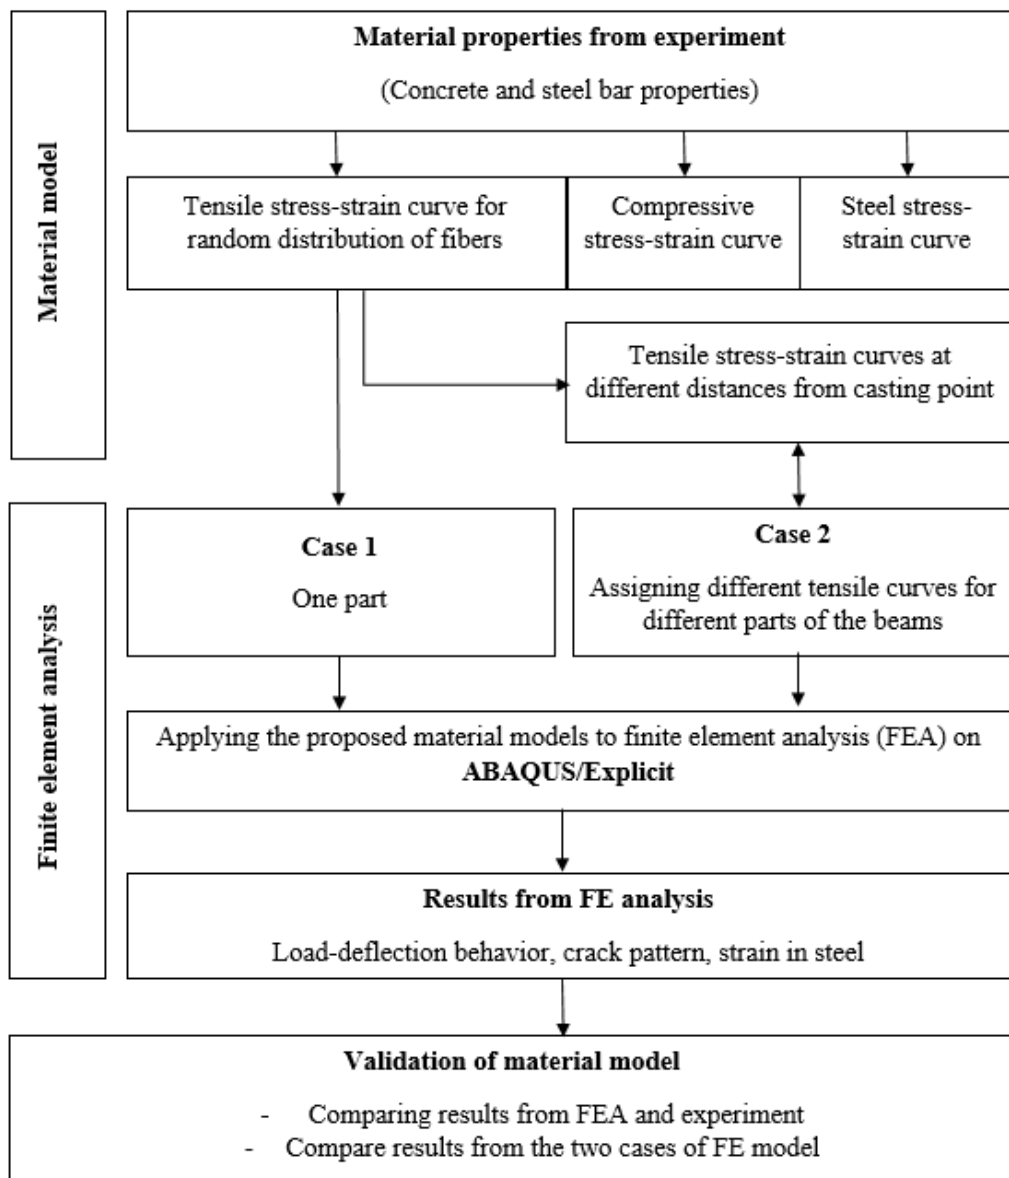 Material model
Material properties from experiment
(Concrete and steel bar properties)
Tensile stress-strain curve for
random distribution of fibers
Compressive
stress-strain curve
Steel stress-
strain curve
Tensile stress-strain curves at
different distances from casting point
Finite element analysis
Case 1
One part
Case 2
Assigning different tensile curves for
different parts of the beams
Applying the proposed material models to finite element analysis (FEA) on
ABAQUS/Explicit
Results from FE analysis
Load-deflection behavior, crack pattern, strain in steel
Validation of material model
- Comparing results from FEA and experiment
- Compare results from the two cases of FE model